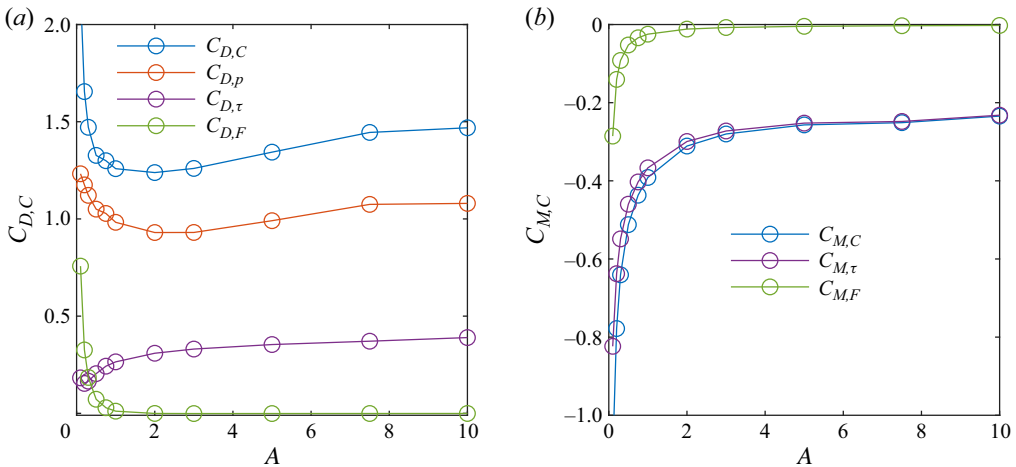 (a)
2.0
1.5
1.0
0.5
0 2 4 6 8 10
C_{D,C}
A
C_{D,C}
C_{D,p}
C_{D,τ}
C_{D,F}
(b)
0
−0.2
−0.4
−0.6
−0.8
−1.0
0 2 4 6 8 10
C_{M,C}
A
C_{M,C}
C_{M,τ}
C_{M,F}